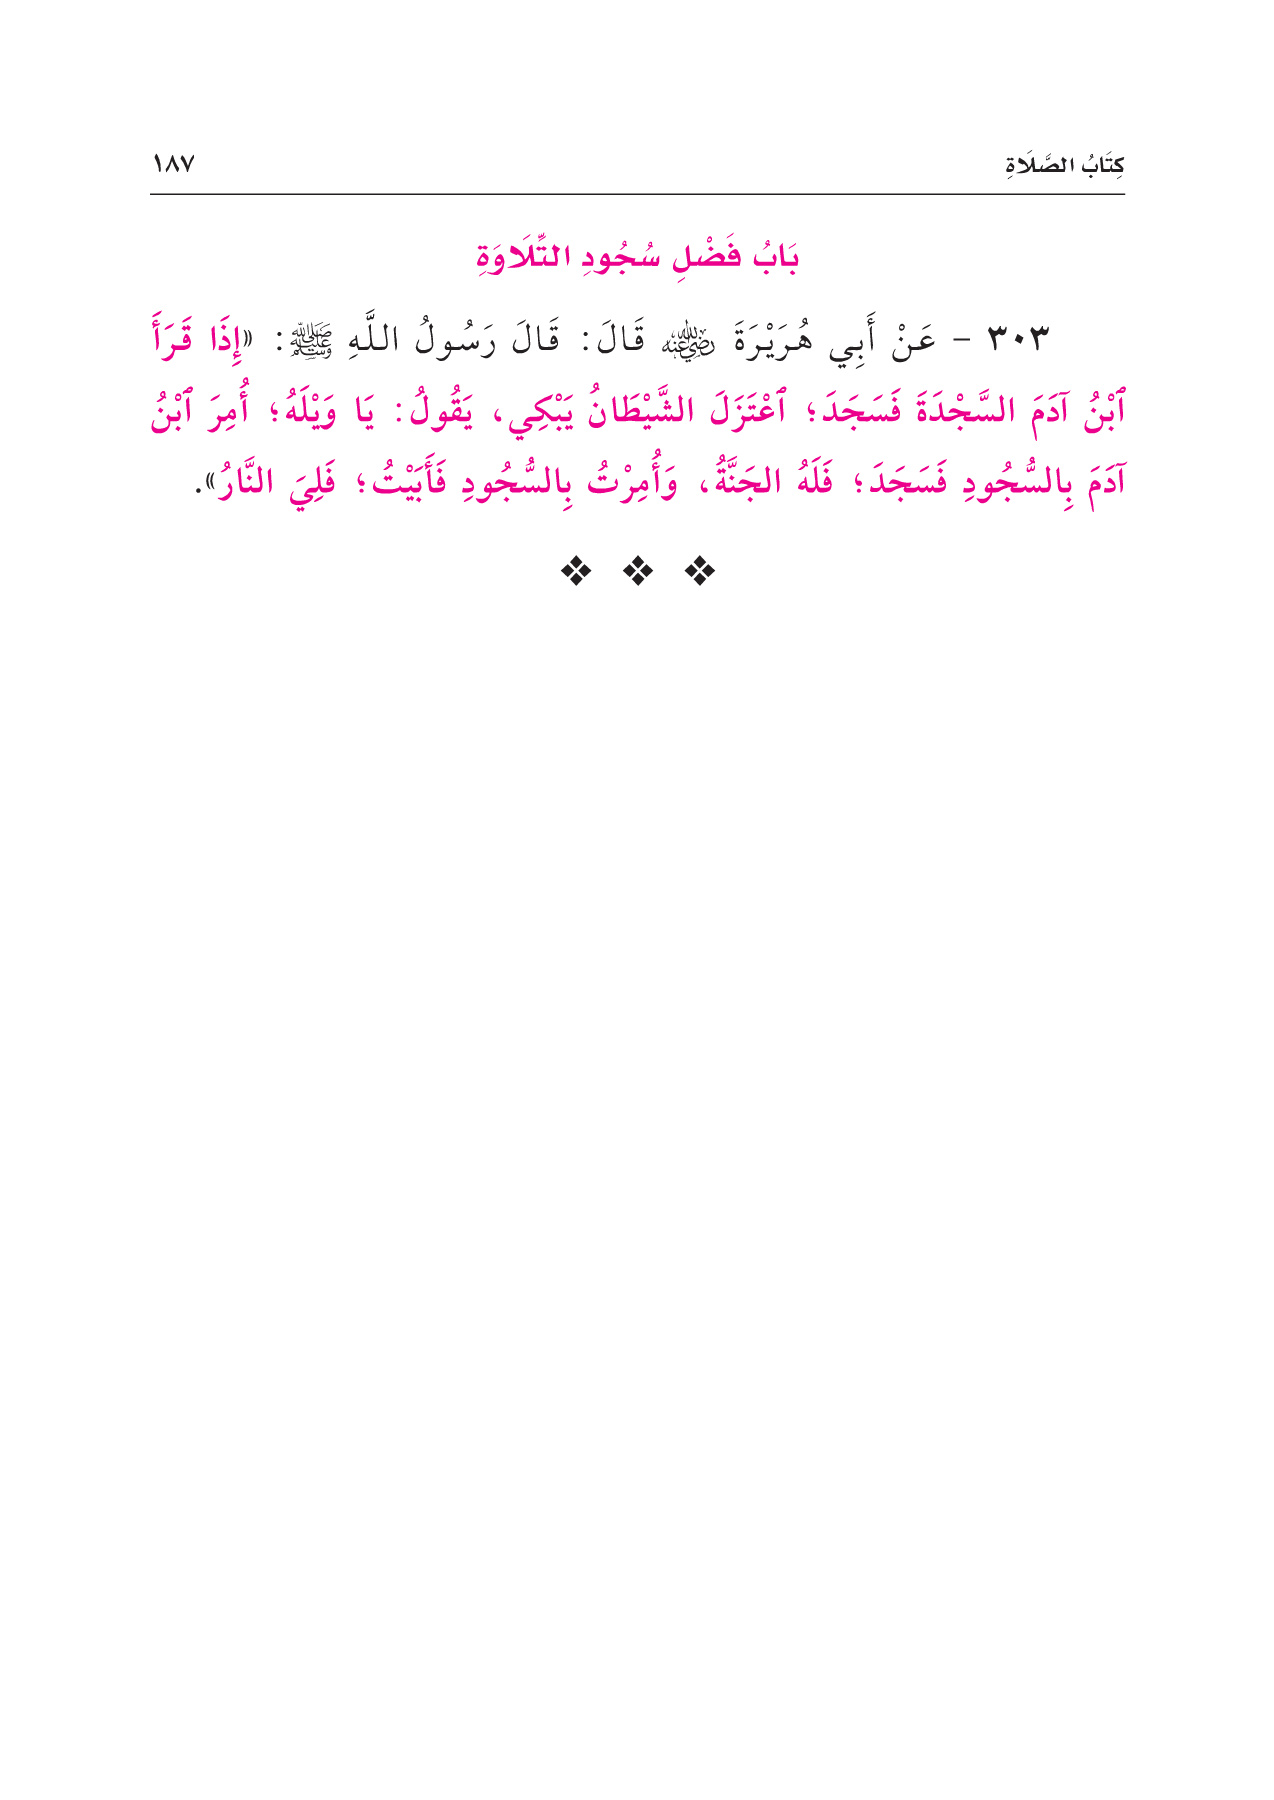 كِتَابُ الصَّلَاةِ ١٨٧
بَابُ فَضْلِ سُجُودِ التِّلَاوَةِ
٣٠٣ - عَنْ أَبِي هُرَيْرَةَ رضي الله عنه قَالَ: قَالَ رَسُولُ اللَّهِ ﷺ: «إِذَا قَرَأَ
ٱبْنُ آدَمَ السَّجْدَةَ فَسَجَدَ؛ ٱعْتَزَلَ الشَّيْطَانُ يَبْكِي، يَقُولُ: يَا وَيْلَهُ؛ أُمِرَ ٱبْنُ
آدَمَ بِالسُّجُودِ فَسَجَدَ؛ فَلَهُ الجَنَّةُ، وَأُمِرْتُ بِالسُّجُودِ فَأَبَيْتُ؛ فَلِيَ النَّارُ».